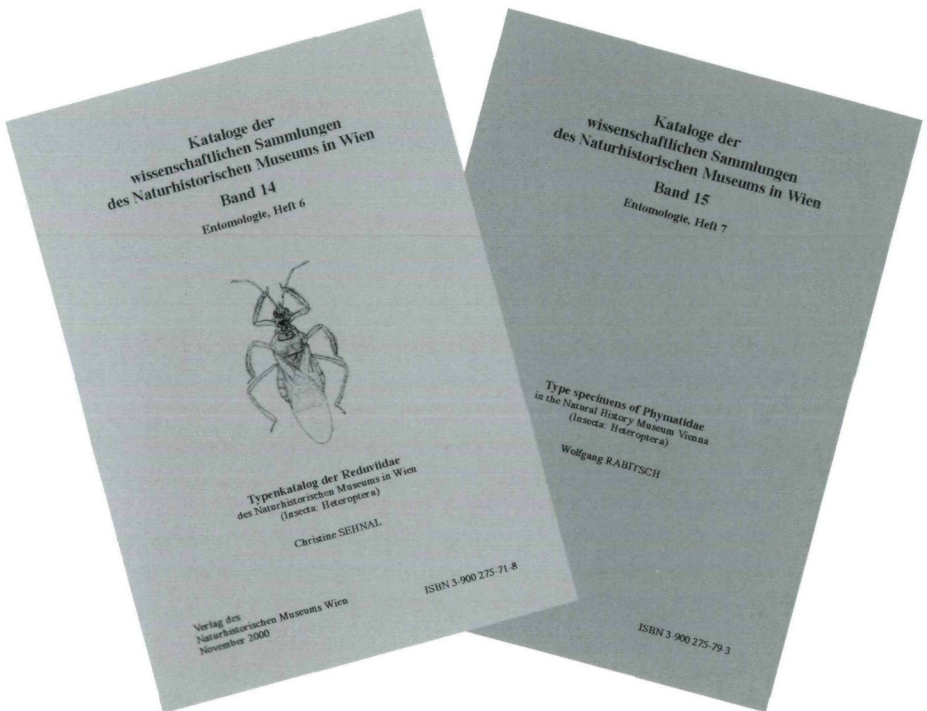 Kataloge der
wissenschaftlichen Sammlungen
des Naturhistorischen Museums in Wien
Band 14
Entomologie, Heft 6
Typenkatalog der Reduviidae
des Naturhistorischen Museums in Wien
(Insecta: Heteroptera)
Christine SEHNAL
Verlag des
Naturhistorischen Museums Wien
November 2000
ISBN 3-900 275-71-8
Kataloge der
wissenschaftlichen Sammlungen
des Naturhistorischen Museums in Wien
Band 15
Entomologie, Heft 7
Type specimens of Phymatidae
in the Natural History Museum Vienna
(Insecta: Heteroptera)
Wolfgang RABITSCH
ISBN 3-900 275-79-3